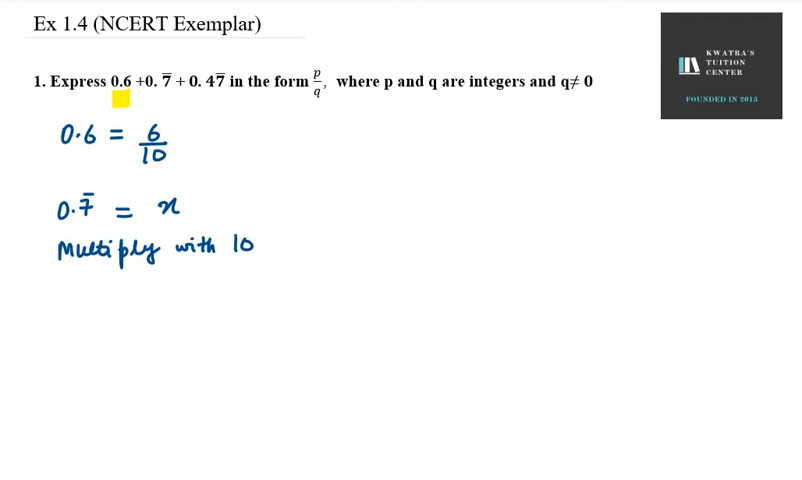 Ex 1.4 (NCERT Exemplar)
KWATRA'S
TUITION
CENTER
FOUNDED IN 2013
1. Express 0.6 +0. 7̅ + 0. 47̅ in the form p/q, where p and q are integers and q≠ 0
0.6 = 6/10
0.7̅ = x
Multiply with 10